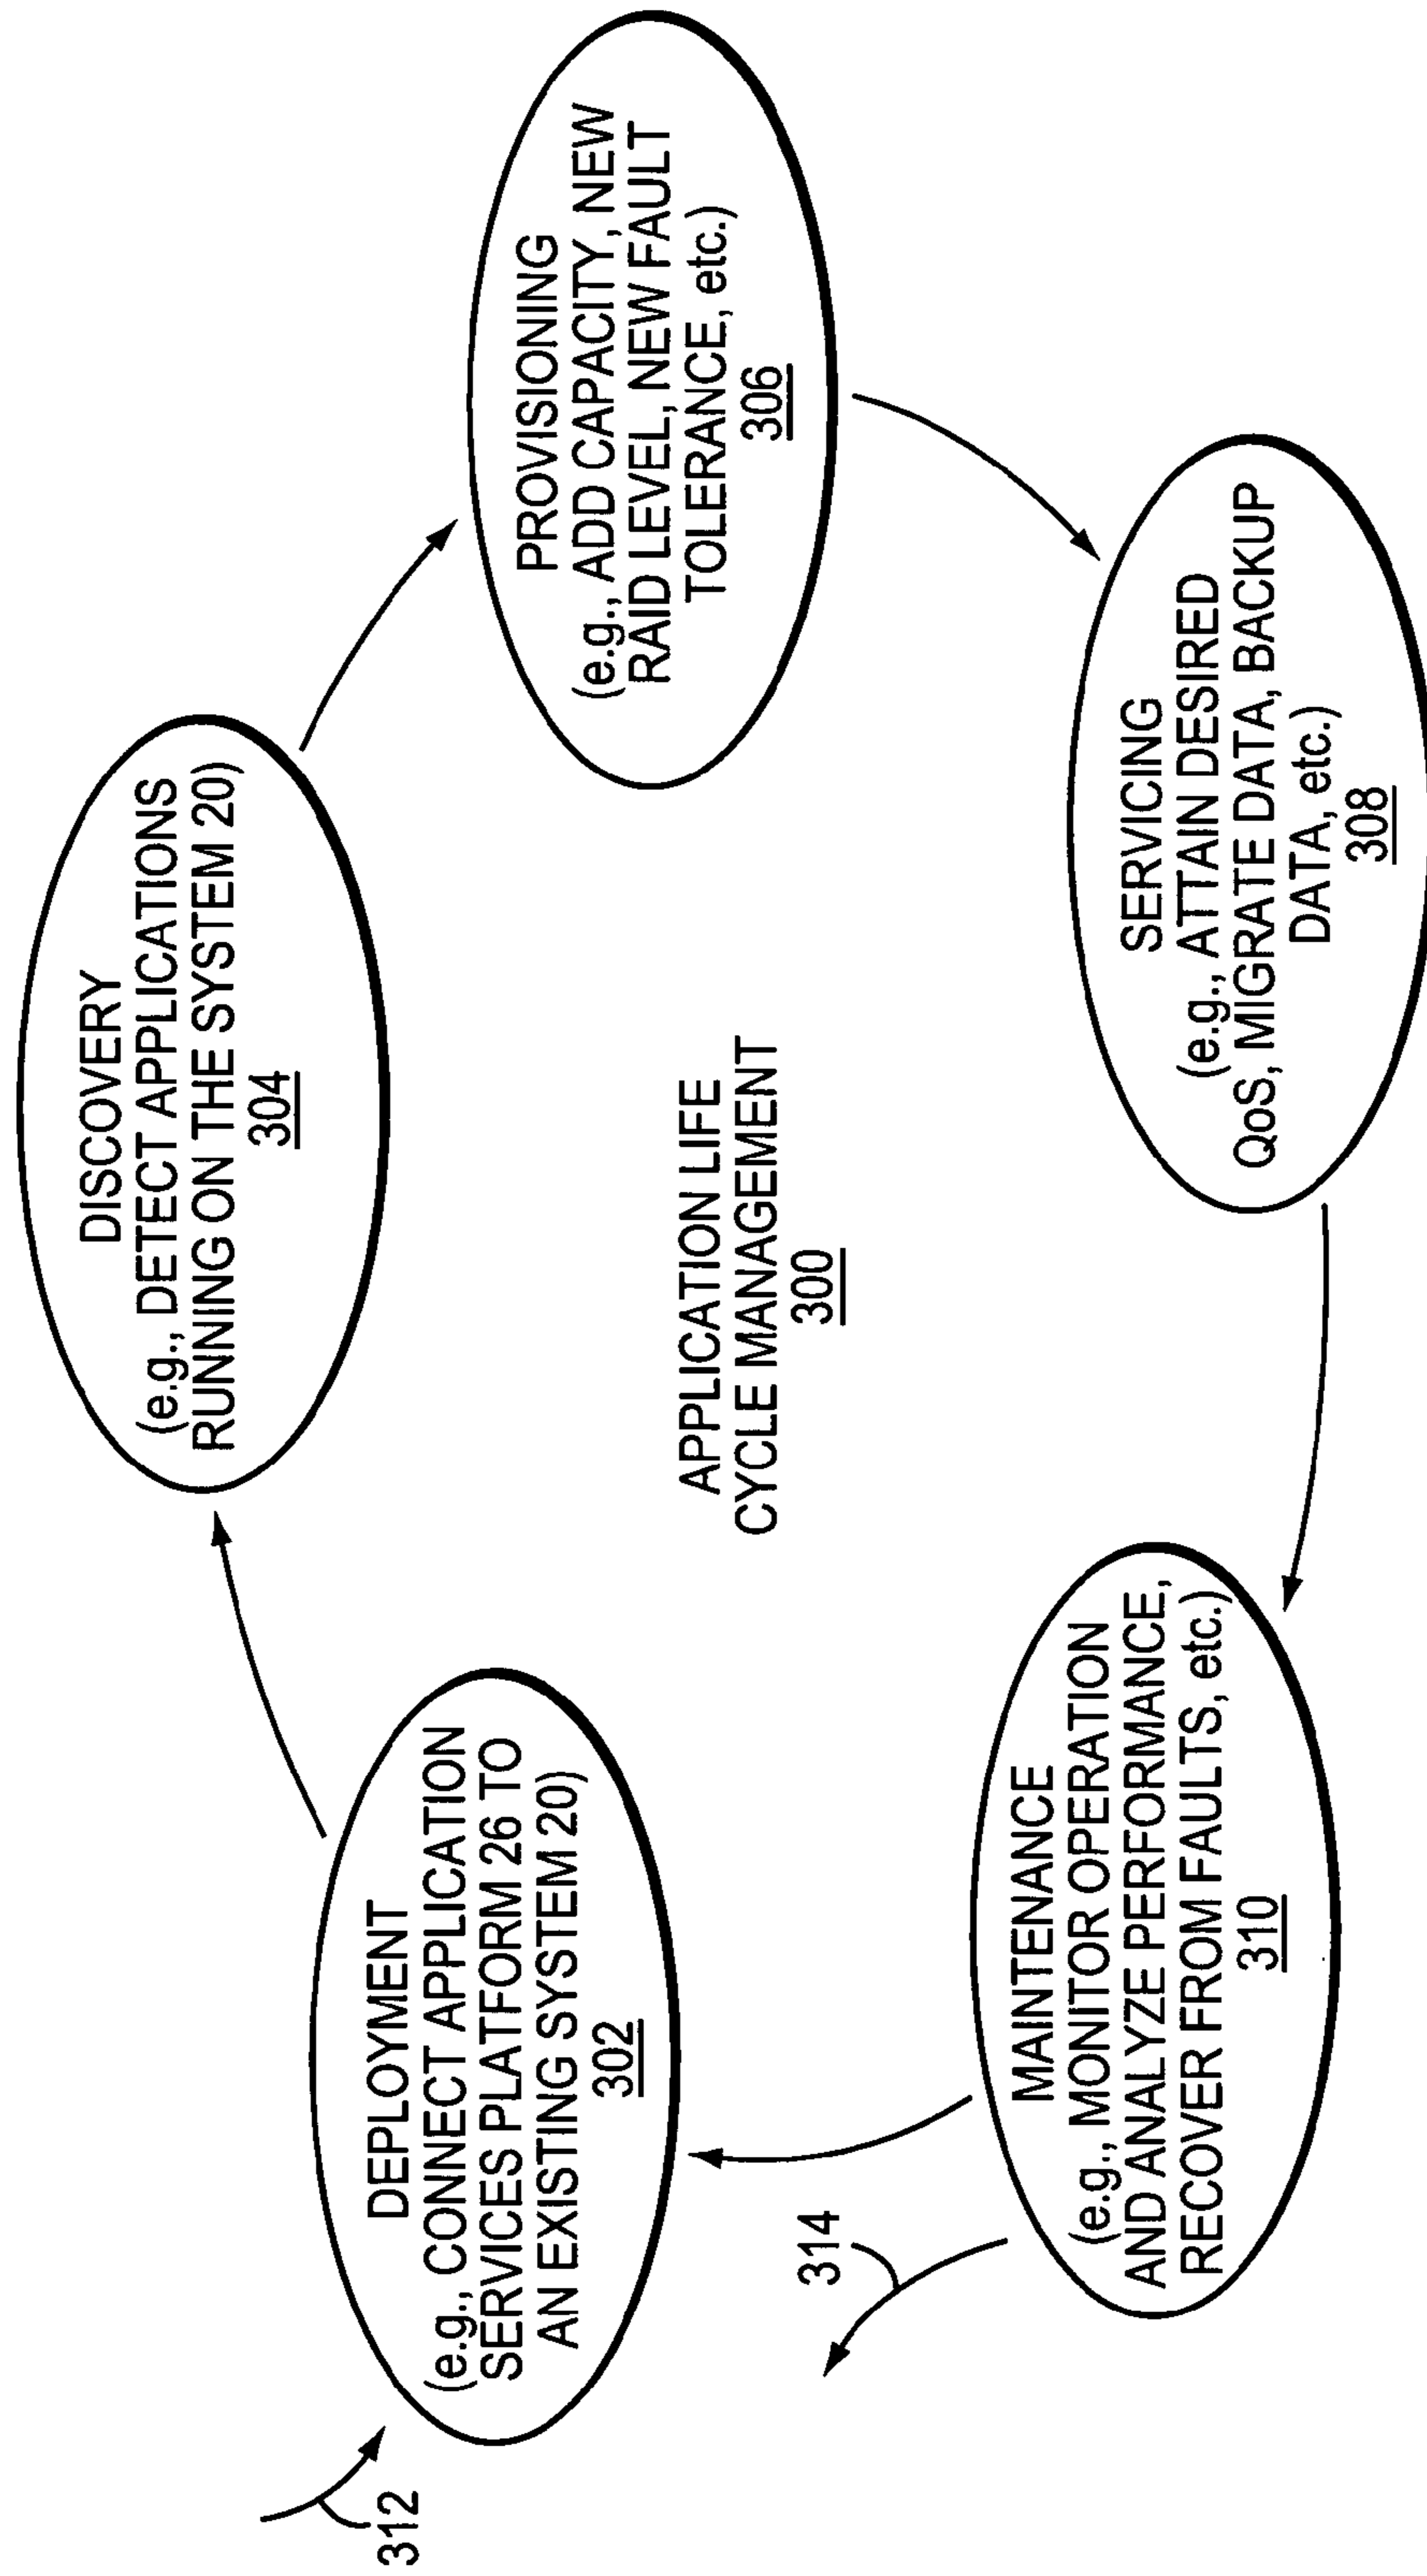 DISCOVERY
(e.g., DETECT APPLICATIONS
RUNNING ON THE SYSTEM 20)
304
PROVISIONING
(e.g., ADD CAPACITY, NEW
RAID LEVEL, NEW FAULT
TOLERANCE, etc.)
306
SERVICING
(e.g., ATTAIN DESIRED
QoS, MIGRATE DATA, BACKUP
DATA, etc.)
308
MAINTENANCE
(e.g., MONITOR OPERATION
AND ANALYZE PERFORMANCE,
RECOVER FROM FAULTS, etc.)
310
DEPLOYMENT
(e.g., CONNECT APPLICATION
SERVICES PLATFORM 26 TO
AN EXISTING SYSTEM 20)
302
APPLICATION LIFE
CYCLE MANAGEMENT
300
312
314